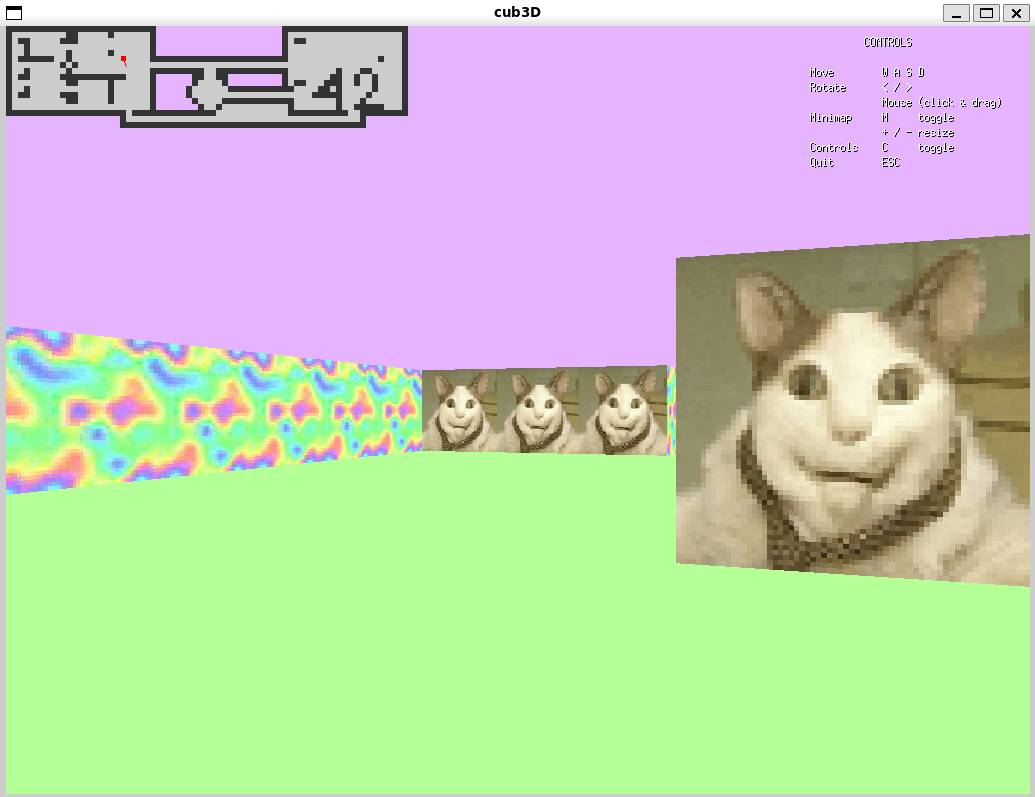 cub3D
CONTROLS
Move W A S D
Rotate < / >
Mouse (click & drag)
Minimap M toggle
+ / - resize
Controls C toggle
Quit ESC
42